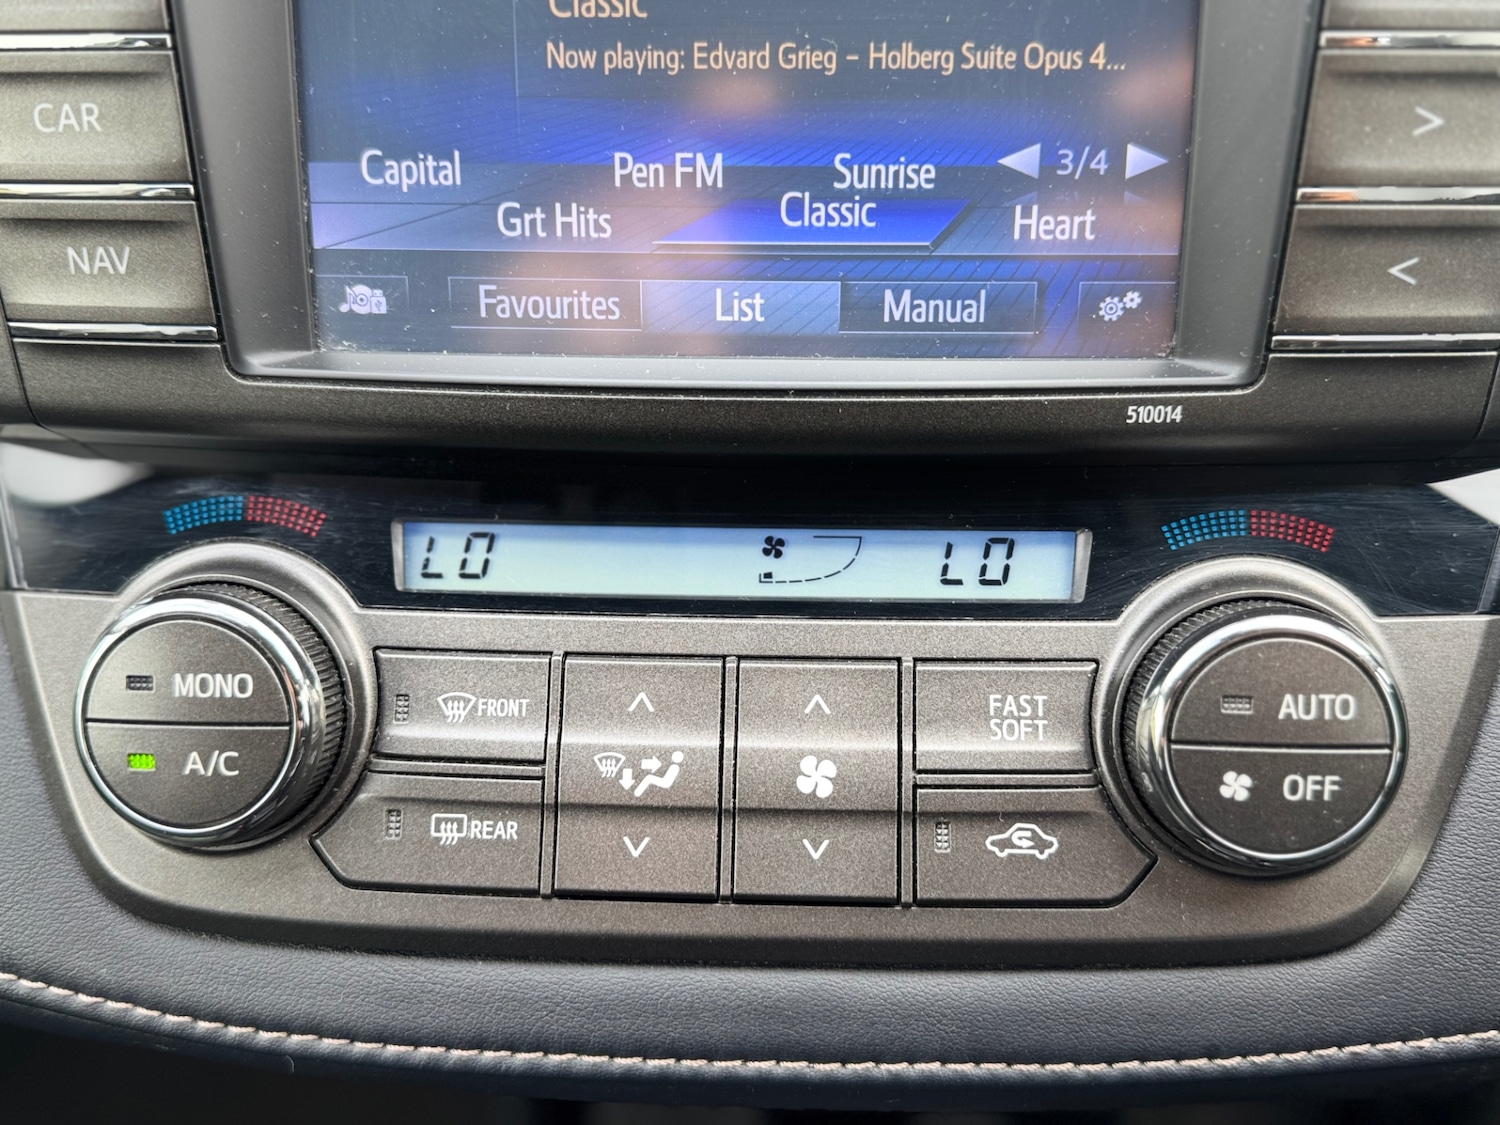 Classic
Now playing: Edvard Grieg – Holberg Suite Opus 4...
CAR
>
Capital
Pen FM
Sunrise
3/4
Grt Hits
Classic
Heart
NAV
<
Favourites
List
Manual
510014
LO
LO
MONO
A/C
FRONT
REAR
FAST
SOFT
AUTO
OFF